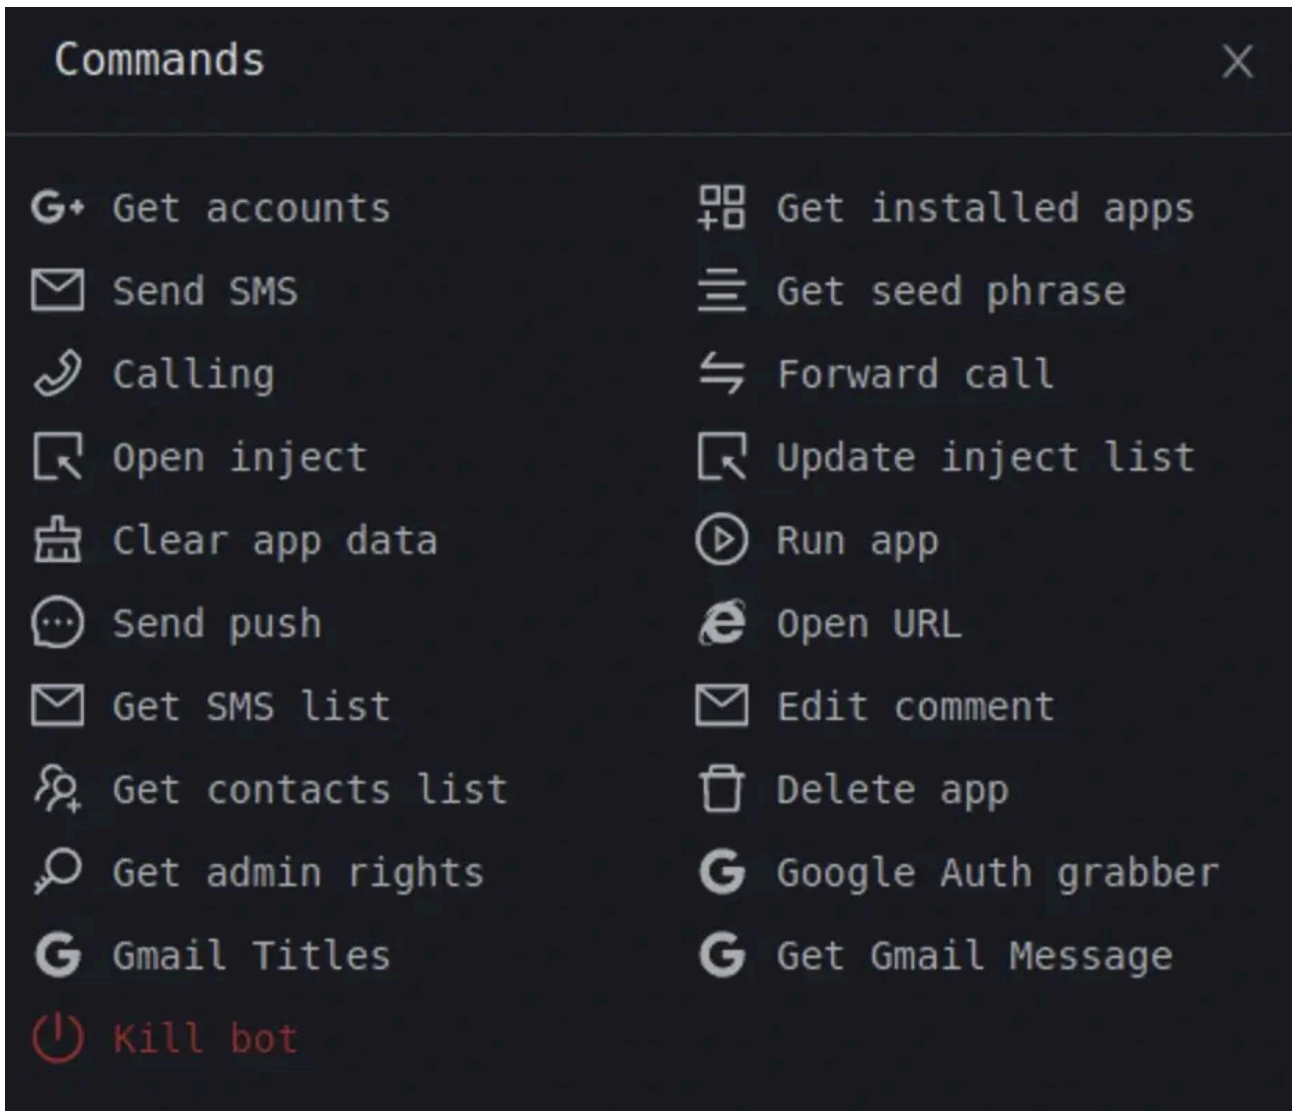 Commands
Get accounts
Get installed apps
Send SMS
Get seed phrase
Calling
Forward call
Open inject
Update inject list
Clear app data
Run app
Send push
Open URL
Get SMS list
Edit comment
Get contacts list
Delete app
Get admin rights
Google Auth grabber
Gmail Titles
Get Gmail Message
Kill bot